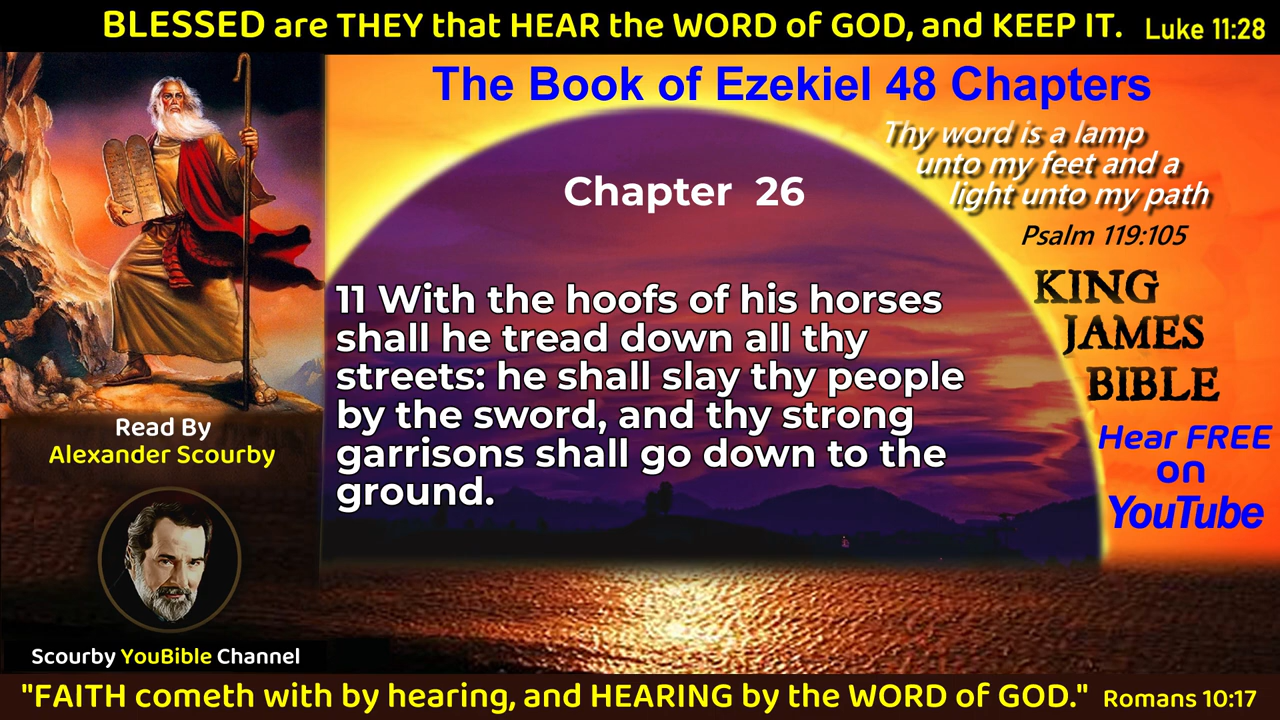 BLESSED are THEY that HEAR the WORD of GOD, and KEEP IT. Luke 11:28
The Book of Ezekiel 48 Chapters
Thy word is a lamp
unto my feet and a
light unto my path
Psalm 119:105
Chapter 26
KING
JAMES
BIBLE
11 With the hoofs of his horses
shall he tread down all thy
streets: he shall slay thy people
by the sword, and thy strong
garrisons shall go down to the
ground.
Hear FREE
on
YouTube
Read By
Alexander Scourby
Scourby YouBible Channel
"FAITH cometh with by hearing, and HEARING by the WORD of GOD." Romans 10:17